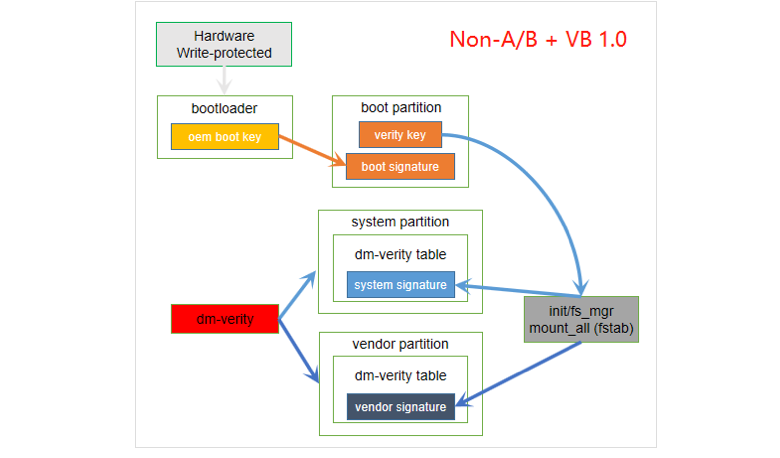 Hardware
Write-protected
Non-A/B + VB 1.0
bootloader
oem boot key
boot partition
verity key
boot signature
system partition
dm-verity table
system signature
dm-verity
init/fs_mgr
mount_all (fstab)
vendor partition
dm-verity table
vendor signature